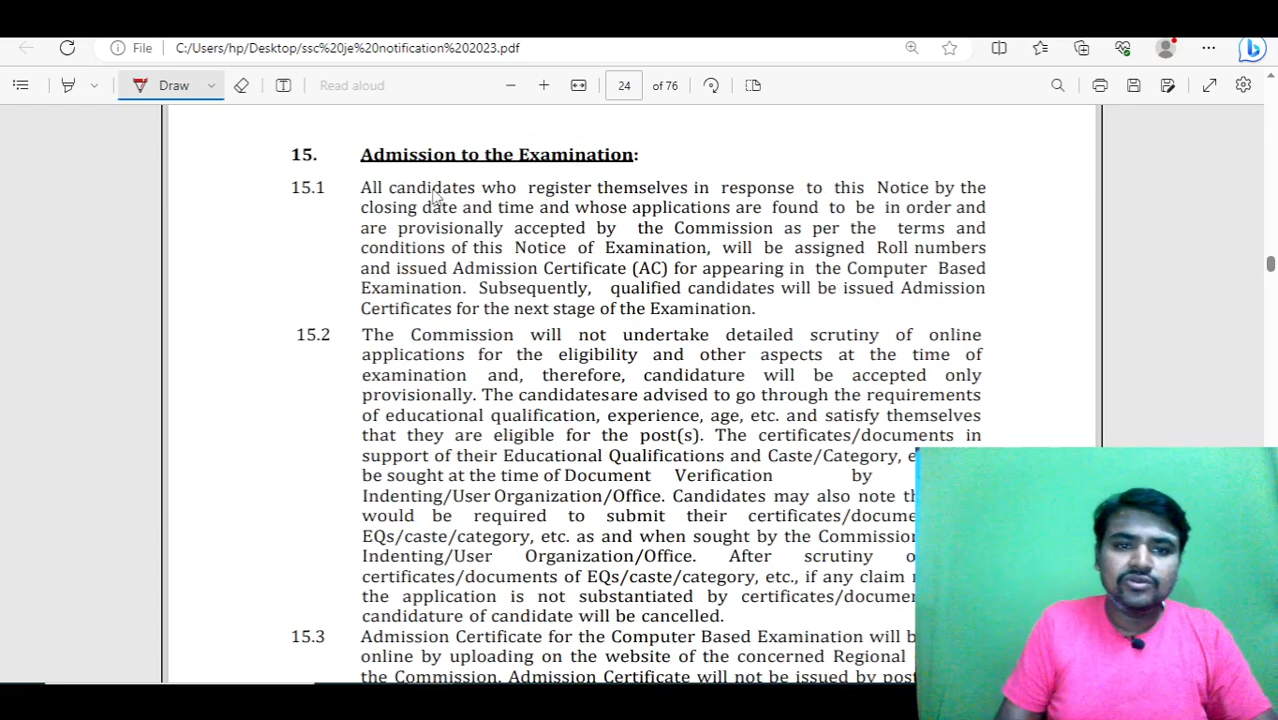 File C:/Users/hp/Desktop/ssc%20je%20notification%202023.pdf
Draw Read aloud 24 of 76
15. Admission to the Examination:
15.1 All candidates who register themselves in response to this Notice by the
closing date and time and whose applications are found to be in order and
are provisionally accepted by the Commission as per the terms and
conditions of this Notice of Examination, will be assigned Roll numbers
and issued Admission Certificate (AC) for appearing in the Computer Based
Examination. Subsequently, qualified candidates will be issued Admission
Certificates for the next stage of the Examination.
15.2 The Commission will not undertake detailed scrutiny of online
applications for the eligibility and other aspects at the time of
examination and, therefore, candidature will be accepted only
provisionally. The candidatesare advised to go through the requirements
of educational qualification, experience, age, etc. and satisfy themselves
that they are eligible for the post(s). The certificates/documents in
support of their Educational Qualifications and Caste/Category,
be sought at the time of Document Verification by
Indenting/User Organization/Office. Candidates may also note
would be required to submit their
EQs/caste/category, etc. as and when sought by the Commission
Indenting/User Organization/Office. After scrutiny
certificates/documents of EQs/caste/category, etc., if any claim
the application is not substantiated by
candidature of candidate will be cancelled.
15.3 Admission Certificate for the Computer Based Examination will
online by uploading on the website of the concerned Regional
the Commission. Admission Certificate will not be issued by